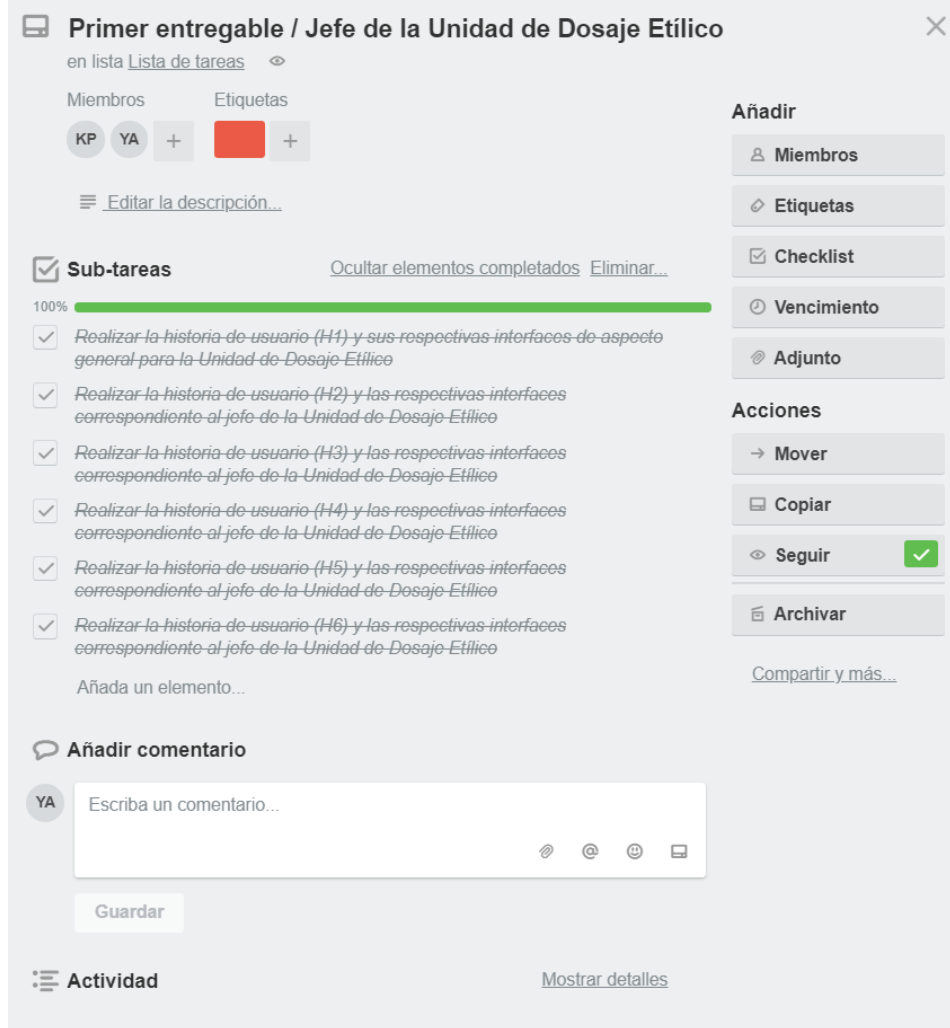 Primer entregable / Jefe de la Unidad de Dosaje Etílico
en lista Lista de tareas
Miembros
Etiquetas
KP
YA
Editar la descripción...
Sub-tareas
Ocultar elementos completados
Eliminar...
100%
Realizar la historia de usuario (H1) y sus respectivas interfaces de aspecto
general para la Unidad de Dosaje Etílico
Realizar la historia de usuario (H2) y las respectivas interfaces
correspondiente al jefe de la Unidad de Dosaje Etílico
Realizar la historia de usuario (H3) y las respectivas interfaces
correspondiente al jefe de la Unidad de Dosaje Etílico
Realizar la historia de usuario (H4) y las respectivas interfaces
correspondiente al jefe de la Unidad de Dosaje Etílico
Realizar la historia de usuario (H5) y las respectivas interfaces
correspondiente al jefe de la Unidad de Dosaje Etílico
Realizar la historia de usuario (H6) y las respectivas interfaces
correspondiente al jefe de la Unidad de Dosaje Etílico
Añada un elemento...
Añadir comentario
YA
Escriba un comentario...
Guardar
Actividad
Mostrar detalles
Añadir
Miembros
Etiquetas
Checklist
Vencimiento
Adjunto
Acciones
Mover
Copiar
Seguir
Archivar
Compartir y más...